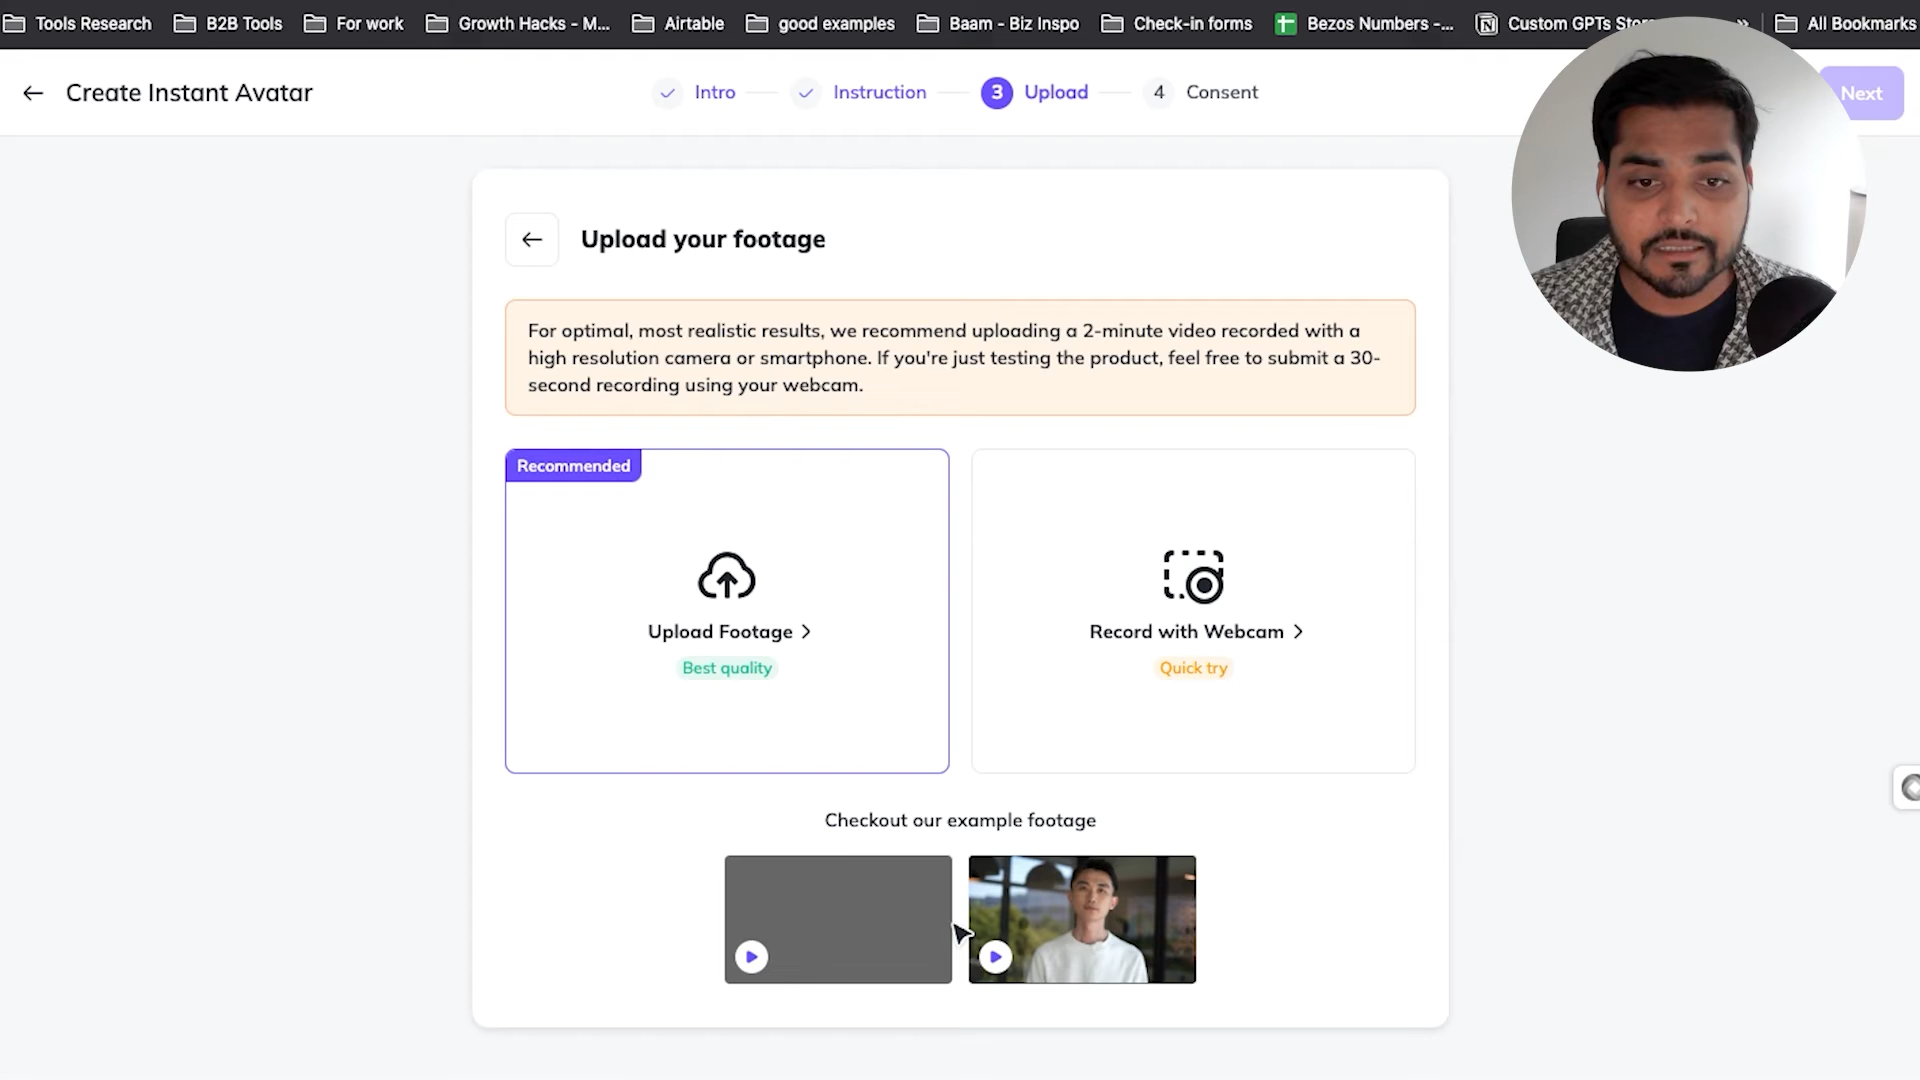 Tools Research B2B Tools For work Growth Hacks - M... Airtable good examples Baam - Biz Inspo Check-in forms Bezos Numbers -... Custom GPTs » All Bookmarks
Create Instant Avatar
Intro Instruction 3 Upload 4 Consent
Next
Upload your footage
For optimal, most realistic results, we recommend uploading a 2-minute video recorded with a
high resolution camera or smartphone. If you're just testing the product, feel free to submit a 30-
second recording using your webcam.
Recommended
Upload Footage
Best quality
Record with Webcam
Quick try
Checkout our example footage